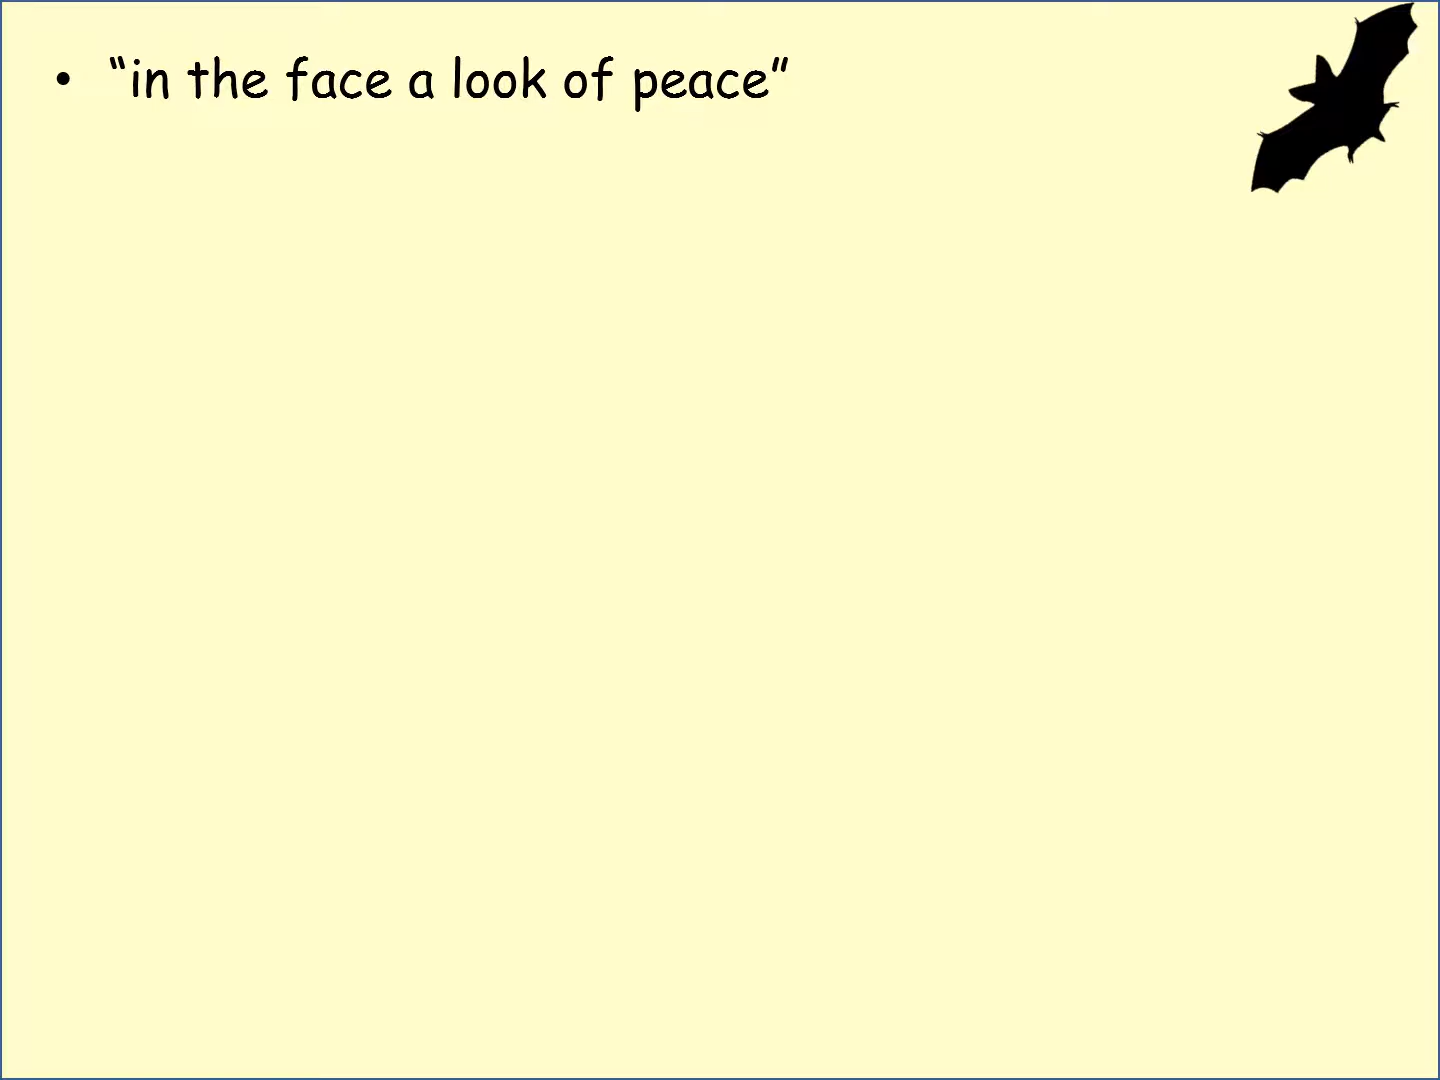 • “in the face a look of peace”